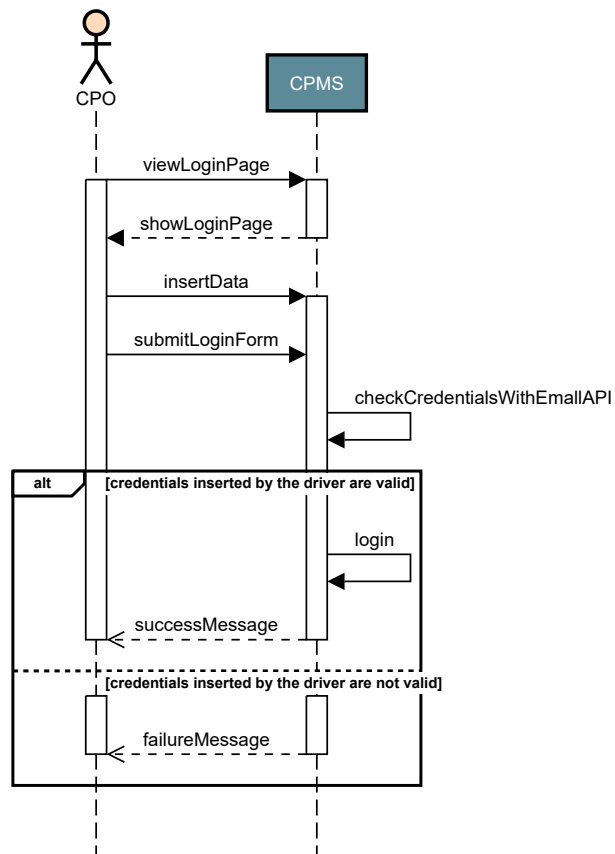 CPO
CPMS
viewLoginPage
showLoginPage
insertData
submitLoginForm
checkCredentialsWithEmallAPI
alt
[credentials inserted by the driver are valid]
login
successMessage
[credentials inserted by the driver are not valid]
failureMessage